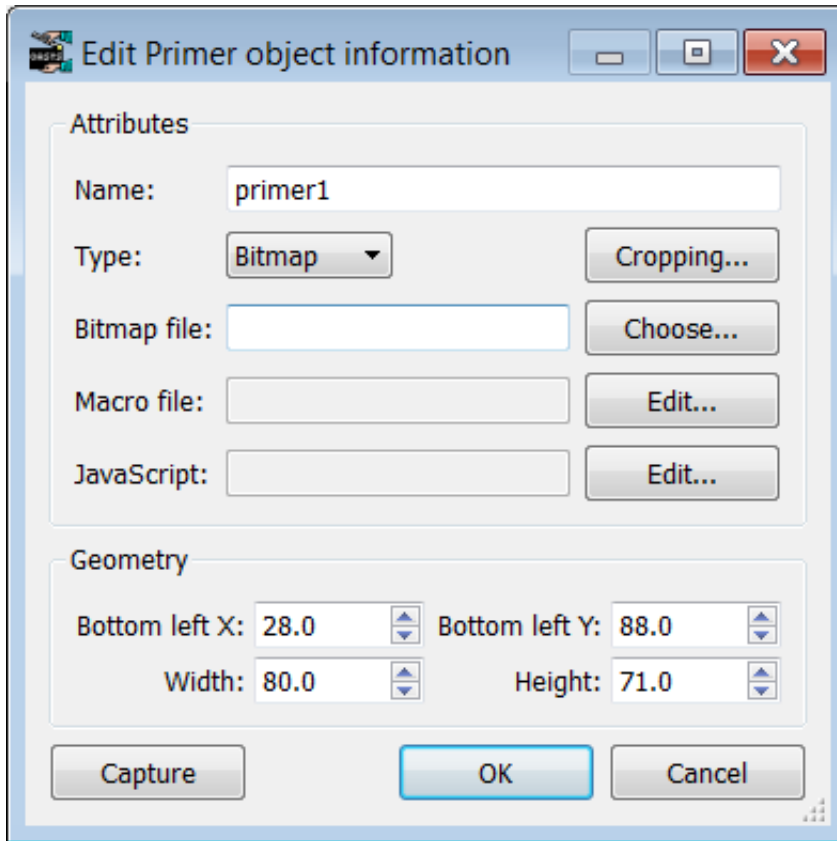 Edit Primer object information
Attributes
Name: primer1
Type: Bitmap Cropping...
Bitmap file: Choose...
Macro file: Edit...
JavaScript: Edit...
Geometry
Bottom left X: 28.0 Bottom left Y: 88.0
Width: 80.0 Height: 71.0
Capture OK Cancel